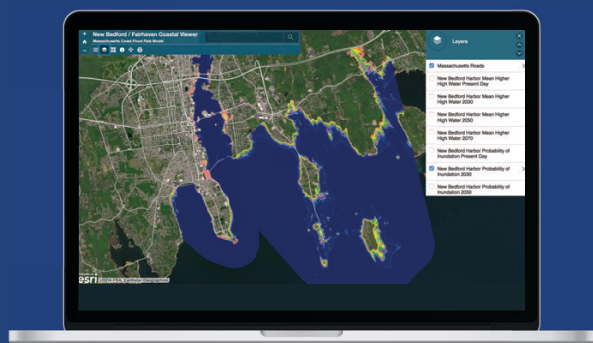 New Bedford / Fairhaven Coastal Viewer
Massachusetts Coast Flood Risk Model
Layers
Massachusetts Roads
New Bedford Harbor Mean Higher
High Water Present Day
New Bedford Harbor Mean Higher
High Water 2030
New Bedford Harbor Mean Higher
High Water 2050
New Bedford Harbor Mean Higher
High Water 2070
New Bedford Harbor Probability of
Inundation Present Day
New Bedford Harbor Probability of
Inundation 2030
New Bedford Harbor Probability of
Inundation 2050
esri